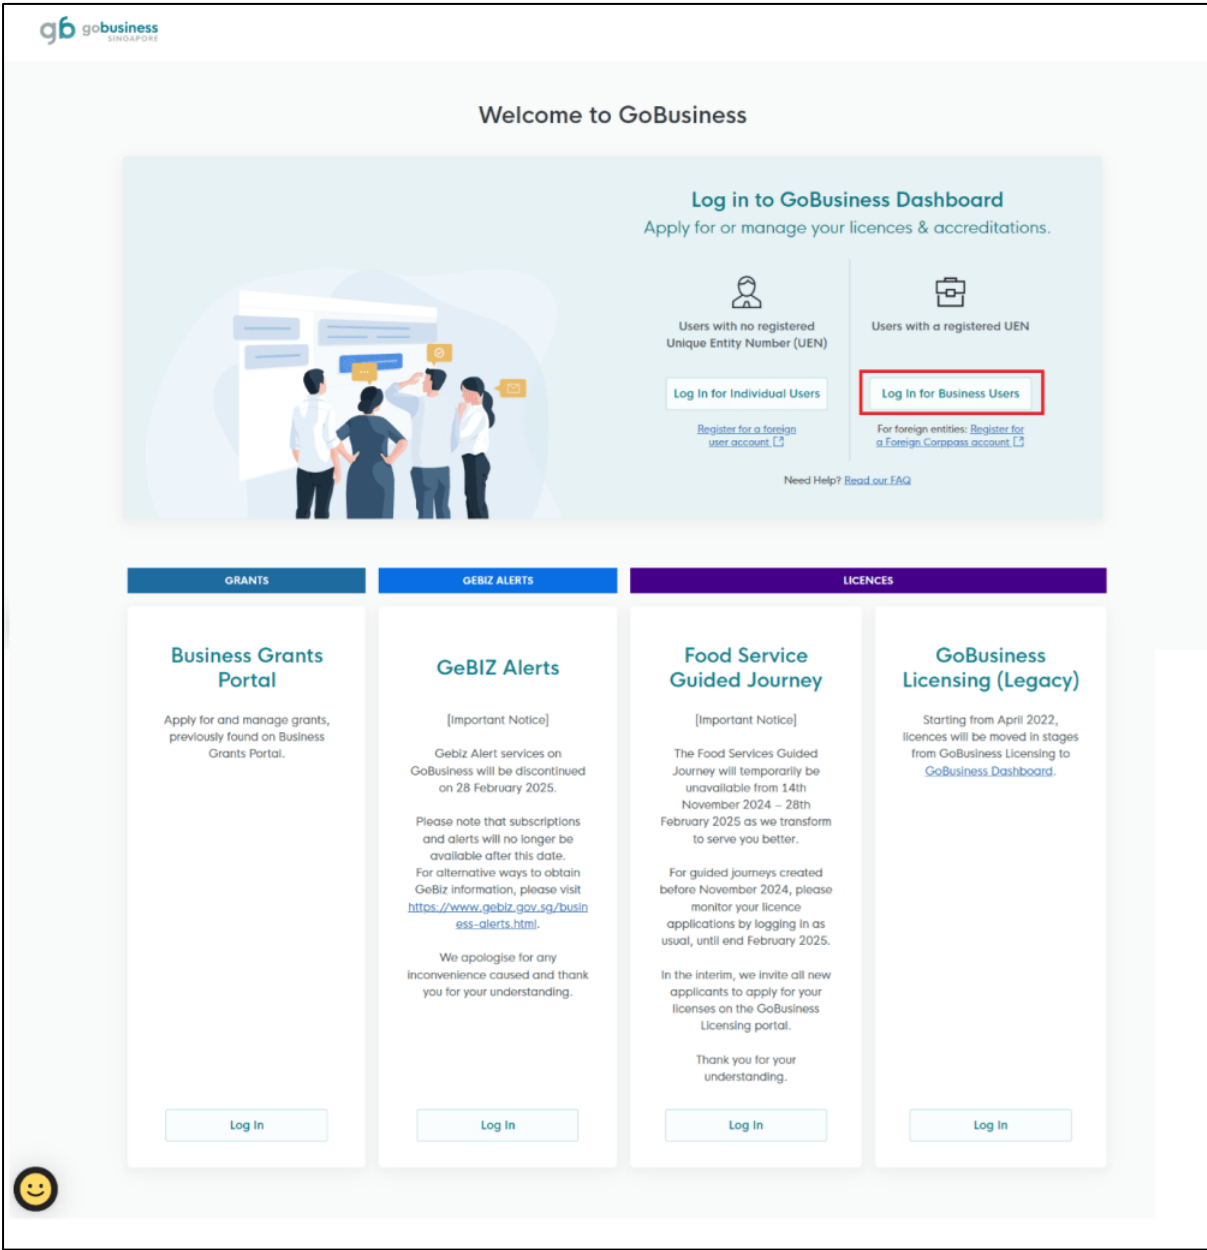 gb gobusiness
SINGAPORE
Welcome to GoBusiness
Log in to GoBusiness Dashboard
Apply for or manage your licences & accreditations.
Users with no registered
Unique Entity Number (UEN)
Log In for Individual Users
Register for a foreign
user account
Users with a registered UEN
Log In for Business Users
For foreign entities: Register for
a Foreign Corppass account
Need Help? Read our FAQ
GRANTS
Business Grants
Portal
Apply for and manage grants,
previously found on Business
Grants Portal.
Log In
GEBIZ ALERTS
GeBIZ Alerts
[Important Notice]
Gebiz Alert services on
GoBusiness will be discontinued
on 28 February 2025.
Please note that subscriptions
and alerts will no longer be
available after this date.
For alternative ways to obtain
GeBiz information, please visit
https://www.gebiz.gov.sg/busin
ess-alerts.html.
We apologise for any
inconvenience caused and thank
you for your understanding.
Log In
LICENCES
Food Service
Guided Journey
[Important Notice]
The Food Services Guided
Journey will temporarily be
unavailable from 14th
November 2024 – 28th
February 2025 as we transform
to serve you better.
For guided journeys created
before November 2024, please
monitor your licence
applications by logging in as
usual, until end February 2025.
In the interim, we invite all new
applicants to apply for your
licenses on the GoBusiness
Licensing portal.
Thank you for your
understanding.
Log In
GoBusiness
Licensing (Legacy)
Starting from April 2022,
licences will be moved in stages
from GoBusiness Licensing to
GoBusiness Dashboard.
Log In